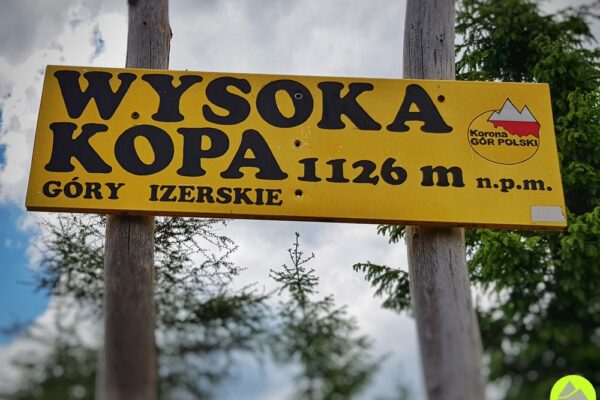 WYSOKA
KOPA 1126 m n.p.m.
GÓRY IZERSKIE
Korona
GÓR POLSKI